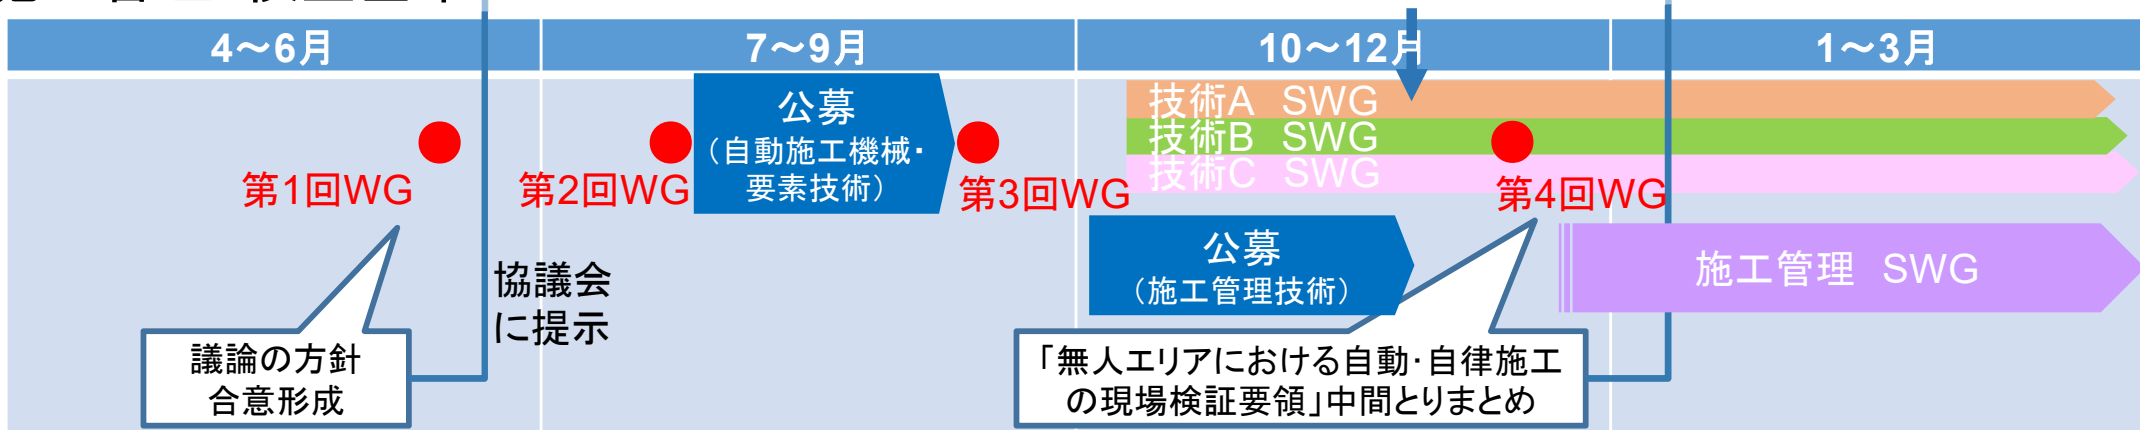 4～6月
7～9月
10～12月
1～3月
公募
（自動施工機械・
要素技術）
技術A　SWG
技術B　SWG
技術C　SWG
第1回WG
第2回WG
第3回WG
第4回WG
協議会
に提示
公募
（施工管理技術）
施工管理　SWG
議論の方針
合意形成
「無人エリアにおける自動・自律施工
の現場検証要領」中間とりまとめ